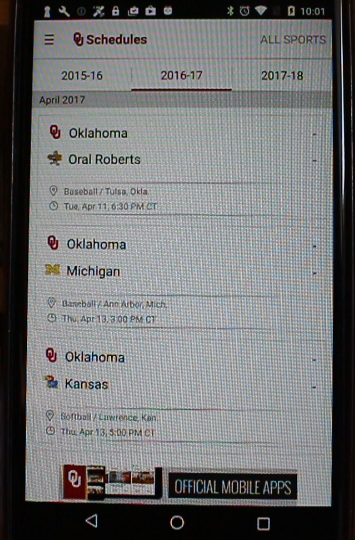 10:01
OU Schedules ALL SPORTS
2015-16 2016-17 2017-18
April 2017
Oklahoma -
Oral Roberts -
Baseball / Tulsa, Okla.
Tue, Apr 11, 6:30 PM CT
Oklahoma -
Michigan -
Baseball / Ann Arbor, Mich.
Thu, Apr 13, 3:00 PM CT
Oklahoma -
Kansas -
Softball / Lawrence, Kan.
Thu, Apr 13, 5:00 PM CT
OFFICIAL MOBILE APPS